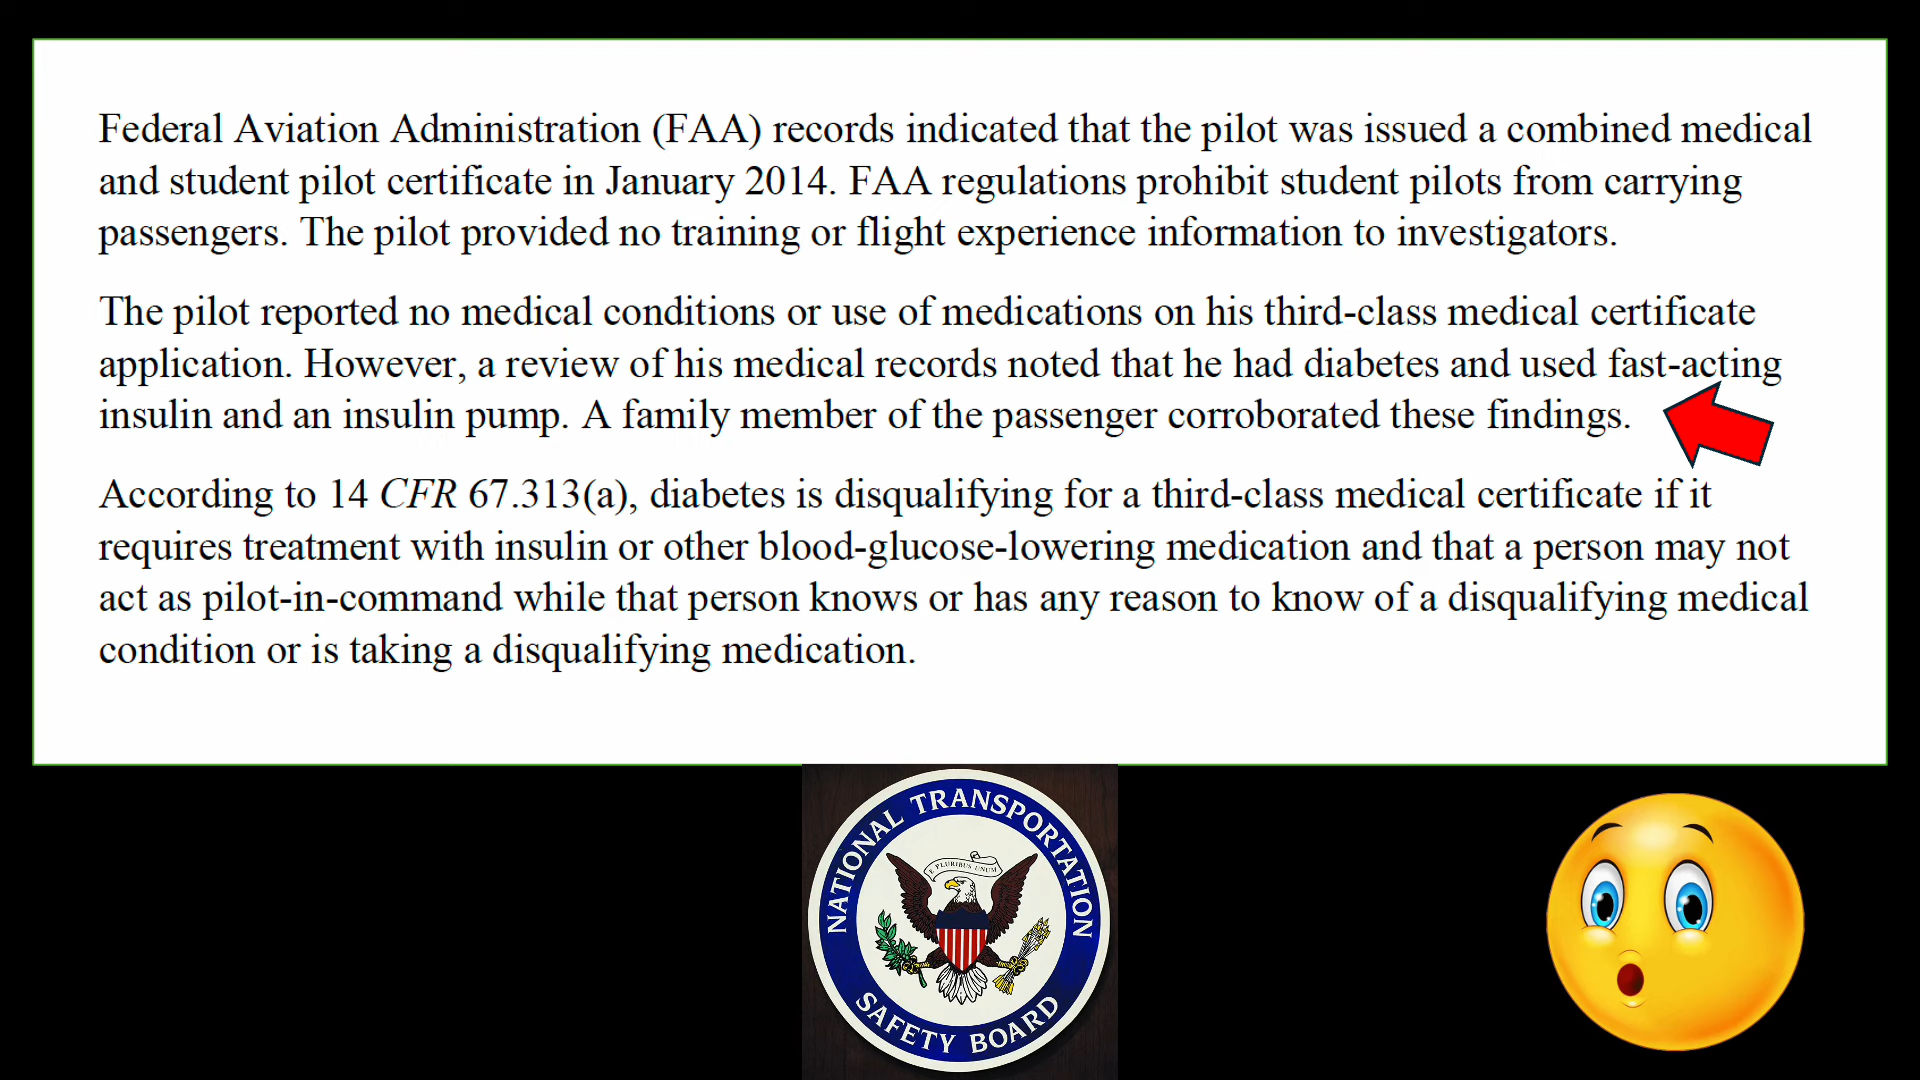 Federal Aviation Administration (FAA) records indicated that the pilot was issued a combined medical
and student pilot certificate in January 2014. FAA regulations prohibit student pilots from carrying
passengers. The pilot provided no training or flight experience information to investigators.
The pilot reported no medical conditions or use of medications on his third-class medical certificate
application. However, a review of his medical records noted that he had diabetes and used fast-acting
insulin and an insulin pump. A family member of the passenger corroborated these findings.
According to 14 CFR 67.313(a), diabetes is disqualifying for a third-class medical certificate if it
requires treatment with insulin or other blood-glucose-lowering medication and that a person may not
act as pilot-in-command while that person knows or has any reason to know of a disqualifying medical
condition or is taking a disqualifying medication.
NATIONAL TRANSPORTATION
E PLURIBUS UNUM
SAFETY BOARD